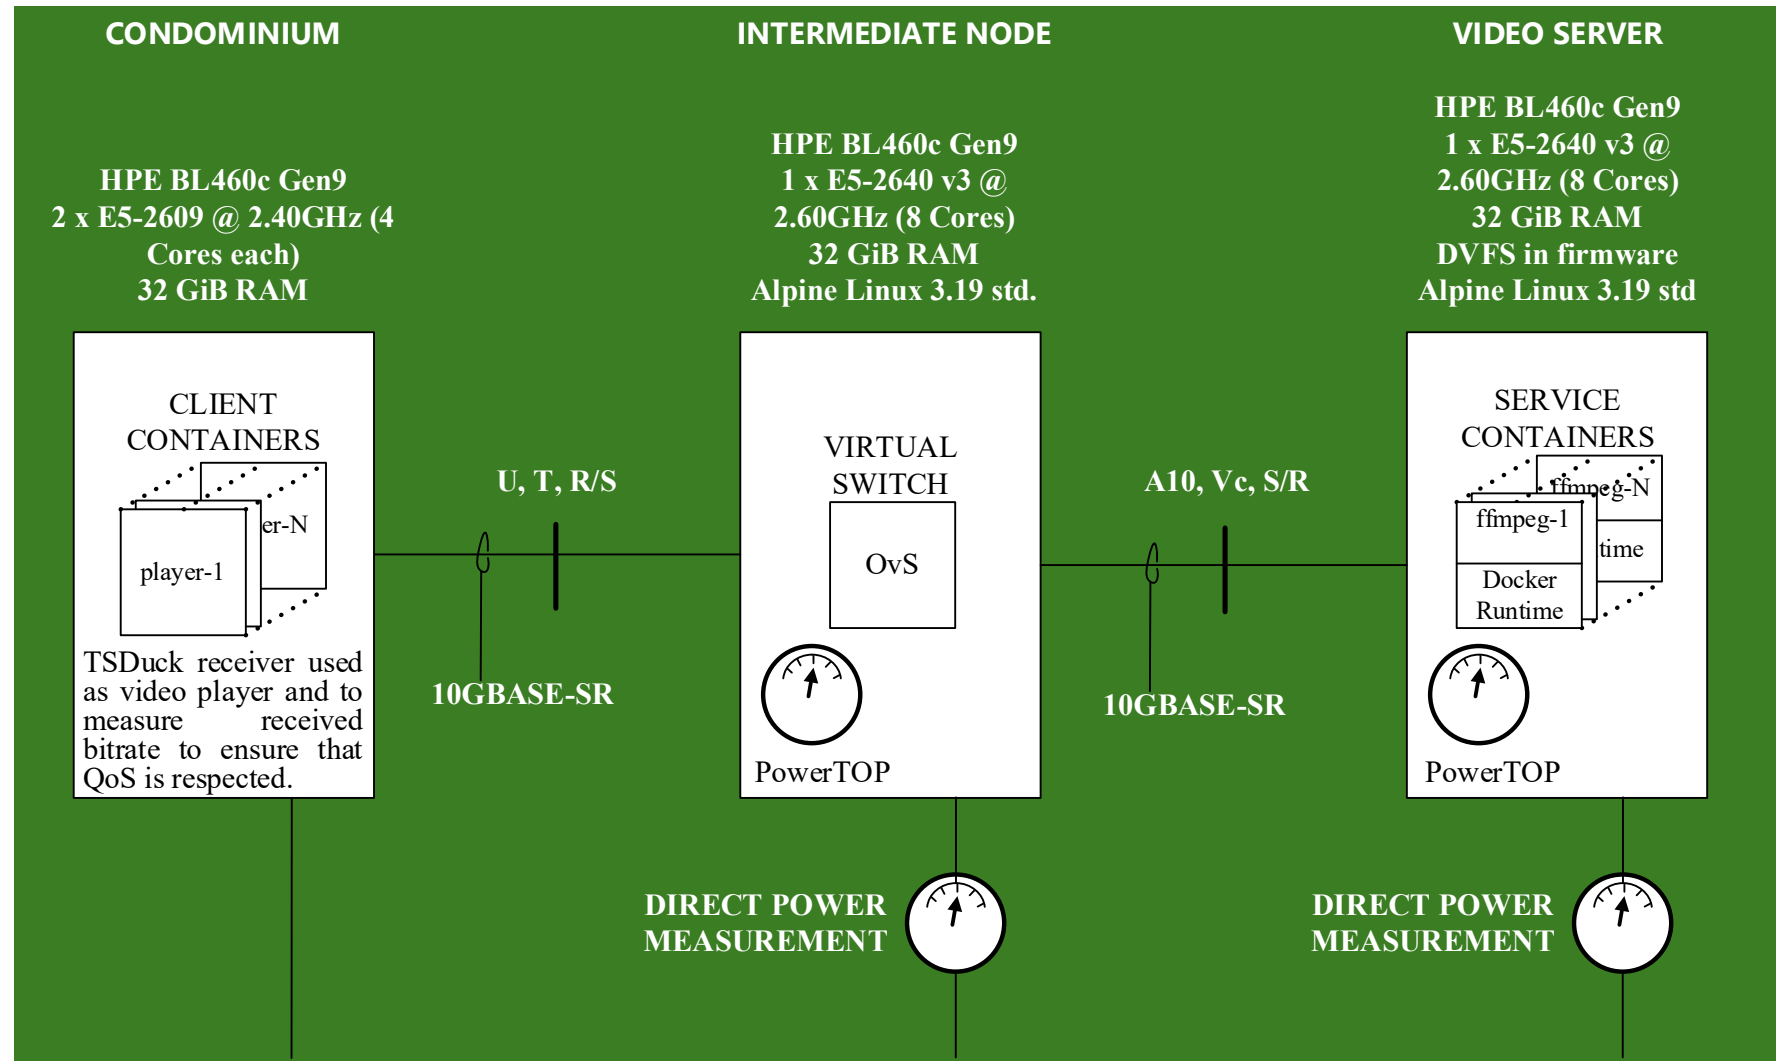 CONDOMINIUM
HPE BL460c Gen9
2 x E5-2609 @ 2.40GHz (4
Cores each)
32 GiB RAM
CLIENT
CONTAINERS
er-N
player-1
TSDuck receiver used
as video player and to
measure received
bitrate to ensure that
QoS is respected.
U, T, R/S
10GBASE-SR
INTERMEDIATE NODE
HPE BL460c Gen9
1 x E5-2640 v3 @
2.60GHz (8 Cores)
32 GiB RAM
Alpine Linux 3.19 std.
VIRTUAL
SWITCH
OvS
PowerTOP
DIRECT POWER
MEASUREMENT
A10, Vc, S/R
10GBASE-SR
VIDEO SERVER
HPE BL460c Gen9
1 x E5-2640 v3 @
2.60GHz (8 Cores)
32 GiB RAM
DVFS in firmware
Alpine Linux 3.19 std
SERVICE
CONTAINERS
ffmpeg-N
ffmpeg-1
time
Docker
Runtime
PowerTOP
DIRECT POWER
MEASUREMENT